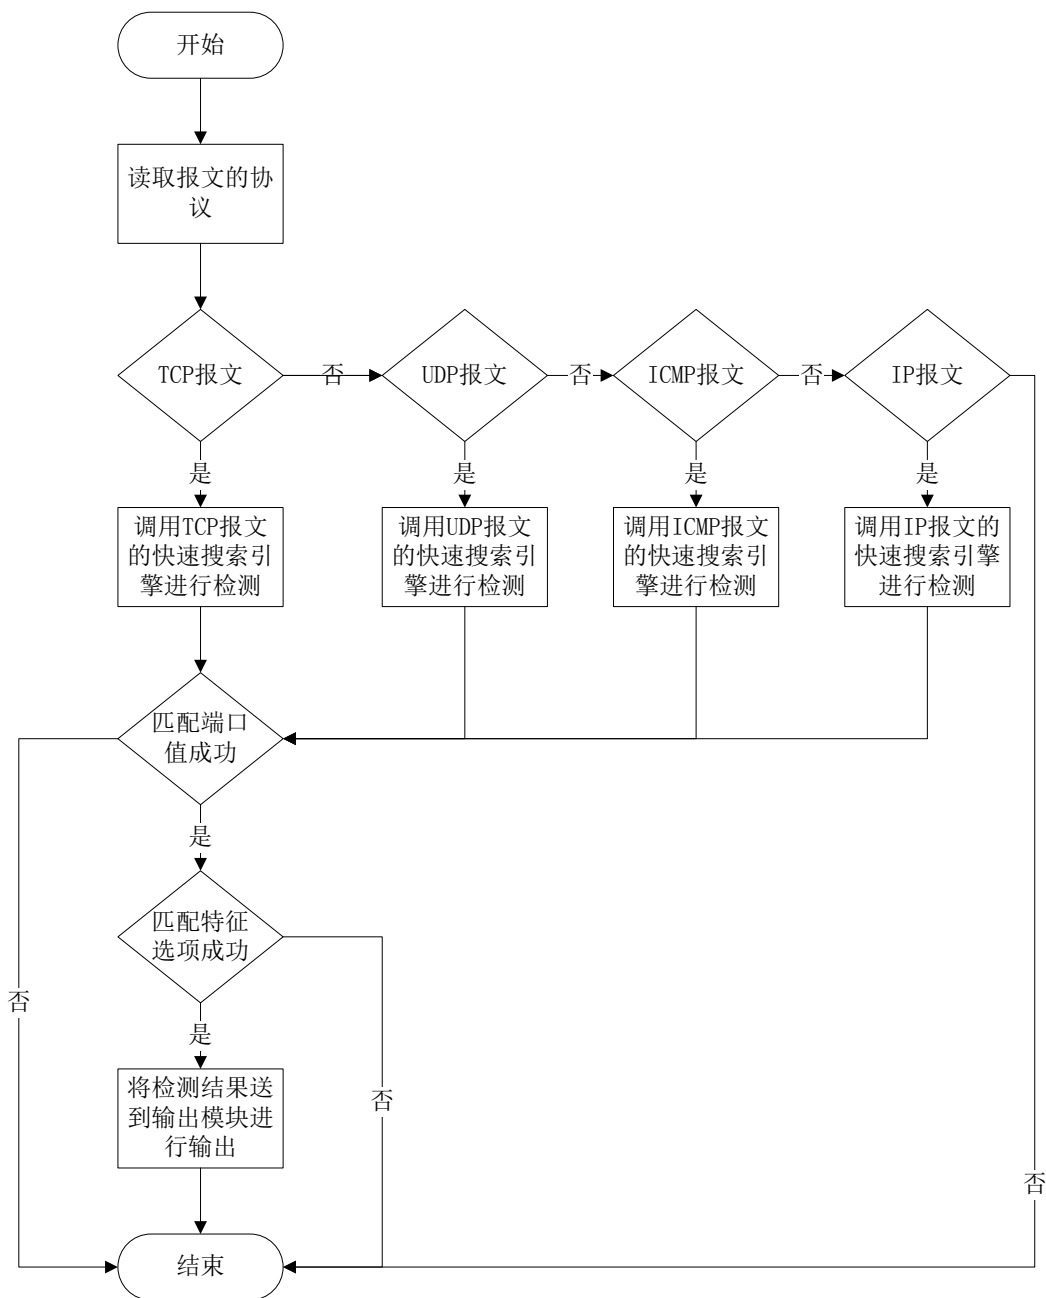 开始
读取报文的协
议
TCP报文
否
UDP报文
否
ICMP报文
否
IP报文
是
是
是
是
调用TCP报文
的快速搜索引
擎进行检测
调用UDP报文
的快速搜索引
擎进行检测
调用ICMP报文
的快速搜索引
擎进行检测
调用IP报文的
快速搜索引擎
进行检测
匹配端口
值成功
是
匹配特征
选项成功
否
是
将检测结果送
到输出模块进
行输出
否
否
结束